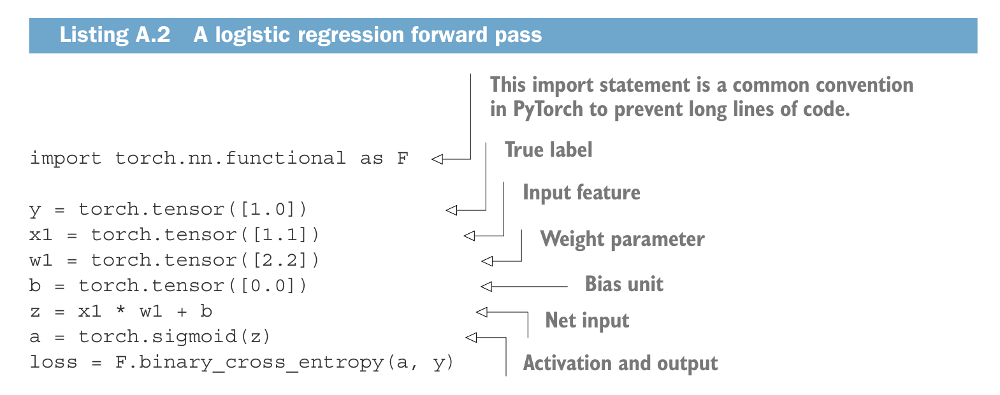 Listing A.2 A logistic regression forward pass
This import statement is a common convention
in PyTorch to prevent long lines of code.
import torch.nn.functional as F
True label
y = torch.tensor([1.0])
Input feature
x1 = torch.tensor([1.1])
Weight parameter
w1 = torch.tensor([2.2])
b = torch.tensor([0.0])
Bias unit
z = x1 * w1 + b
Net input
a = torch.sigmoid(z)
loss = F.binary_cross_entropy(a, y)
Activation and output